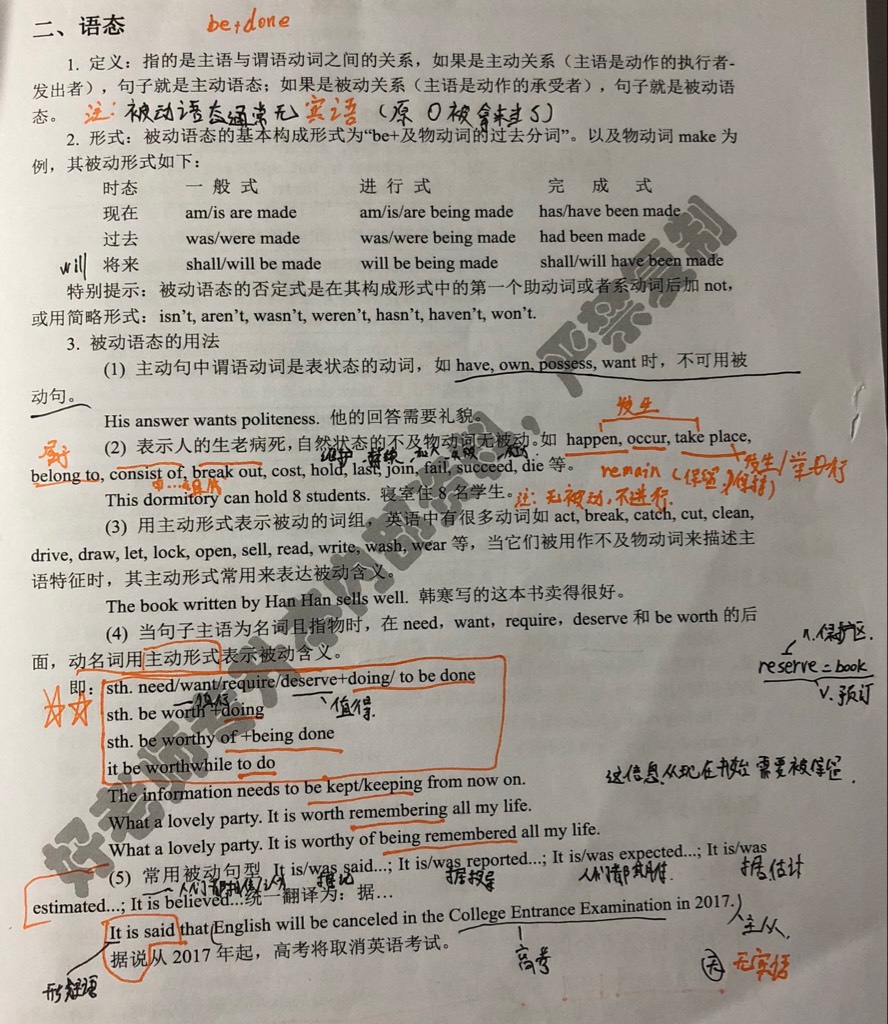 二、语态 be+done
1. 定义：指的是主语与谓语动词之间的关系，如果是主动关系（主语是动作的执行者-
发出者），句子就是主动语态；如果是被动关系（主语是动作的承受者），句子就是被动语
态。 注：被动语态通常无宾语（原O被拿来当S）
2. 形式：被动语态的基本构成形式为“be+及物动词的过去分词”。以及物动词 make 为
例，其被动形式如下：
时态 一 般 式 进 行 式 完 成 式
现在 am/is are made am/is/are being made has/have been made
过去 was/were made was/were being made had been made
will 将来 shall/will be made will be being made shall/will have been made
特别提示：被动语态的否定式是在其构成形式中的第一个助动词或者系动词后加 not，
或用简略形式：isn’t, aren’t, wasn’t, weren’t, hasn’t, haven’t, won’t.
3. 被动语态的用法
(1) 主动句中谓语动词是表状态的动词，如 have, own, possess, want 时，不可用被
动句。
His answer wants politeness. 他的回答需要礼貌。
发生
(2) 表示人的生老病死,自然状态的不及物动词无被动。如 happen, occur, take place,
属于
belong to, consist of, break out, cost, hold, last, join, fail, succeed, die 等。 remain (保留/保持) 发生/举行
由…组成
This dormitory can hold 8 students. 寝室住 8 名学生。 注：无被动,不进行.
(3) 用主动形式表示被动的词组，英语中有很多动词如 act, break, catch, cut, clean,
drive, draw, let, lock, open, sell, read, write, wash, wear 等，当它们被用作不及物动词来描述主
语特征时，其主动形式常用来表达被动含义。
The book written by Han Han sells well. 韩寒写的这本书卖得很好。
(4) 当句子主语为名词且指物时，在 need，want，require，deserve 和 be worth 的后
n.保护区.
面，动名词用主动形式表示被动含义。
reserve = book
v.预订
即：sth. need/want/require/deserve+doing/ to be done
值得 值得.
sth. be worth +doing
sth. be worthy of +being done
it be worthwhile to do
The information needs to be kept/keeping from now on. 这信息从现在开始需要被保留.
What a lovely party. It is worth remembering all my life.
What a lovely party. It is worthy of being remembered all my life.
(5) 常用被动句型 It is/was said...; It is/was reported...; It is/was expected...; It is/was
据说 据报导 人们都期待 据估计
estimated...; It is believed...统一翻译为：据…
It is said that English will be canceled in the College Entrance Examination in 2017. 主从
据说从 2017 年起，高考将取消英语考试。 高考
无宾语
好老师专升本内部资料，严禁复制